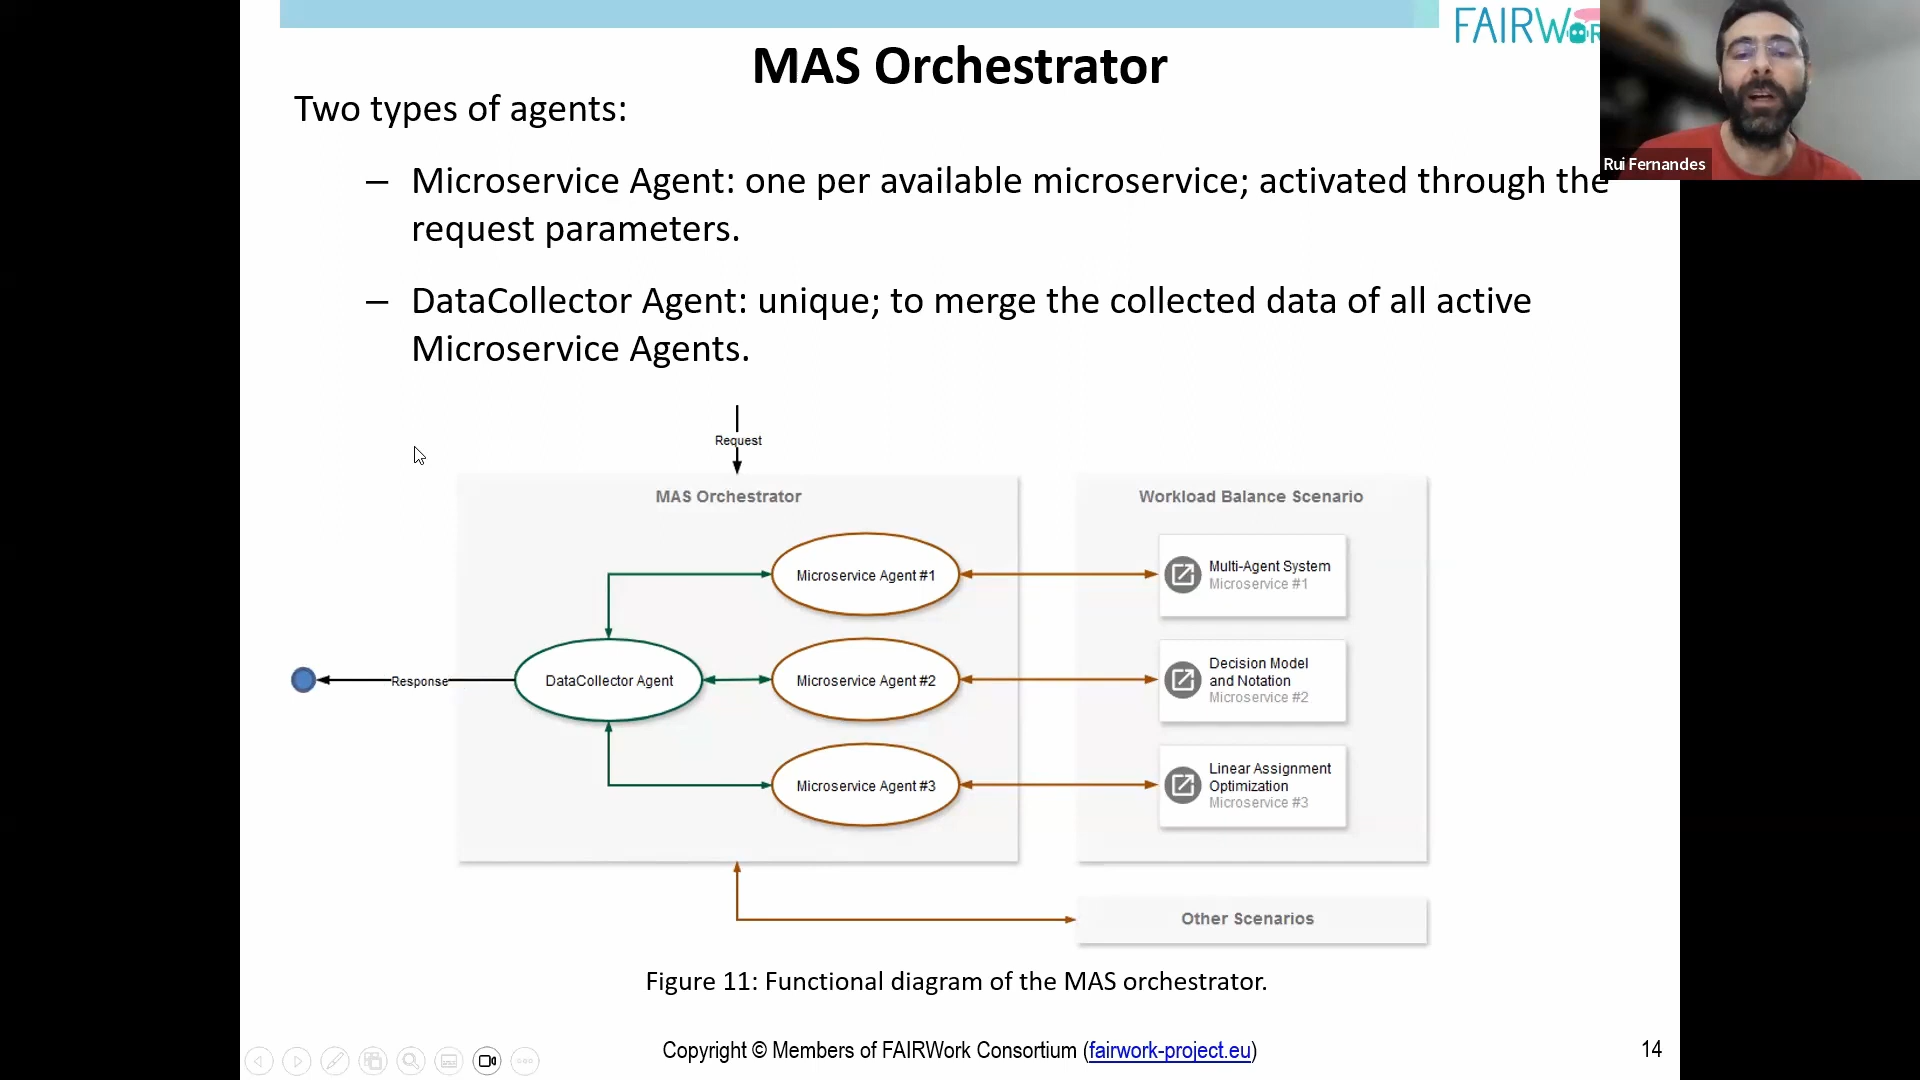 FAIRWor
MAS Orchestrator
Two types of agents:
– Microservice Agent: one per available microservice; activated through the
request parameters.
– DataCollector Agent: unique; to merge the collected data of all active
Microservice Agents.
Rui Fernandes
Request
MAS Orchestrator
Workload Balance Scenario
Microservice Agent #1
Multi-Agent System
Microservice #1
Response
DataCollector Agent
Microservice Agent #2
Decision Model
and Notation
Microservice #2
Microservice Agent #3
Linear Assignment
Optimization
Microservice #3
Other Scenarios
Figure 11: Functional diagram of the MAS orchestrator.
Copyright © Members of FAIRWork Consortium (fairwork-project.eu)
14